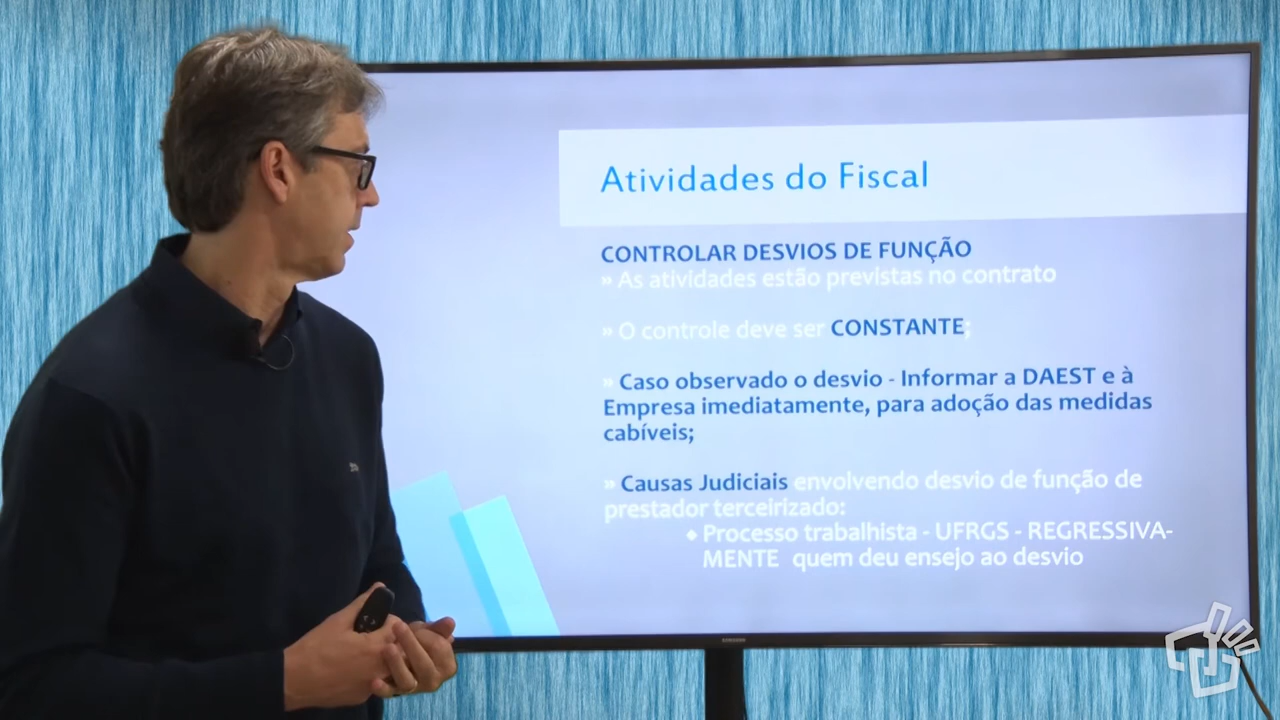 Atividades do Fiscal
CONTROLAR DESVIOS DE FUNÇÃO
» As atividades estão previstas no contrato
» O controle deve ser CONSTANTE;
» Caso observado o desvio - Informar a DAEST e à
Empresa imediatamente, para adoção das medidas
cabíveis;
» Causas Judiciais envolvendo desvio de função de
prestador terceirizado:
◆ Processo trabalhista - UFRGS - REGRESSIVA-
MENTE quem deu ensejo ao desvio
SAMSUNG